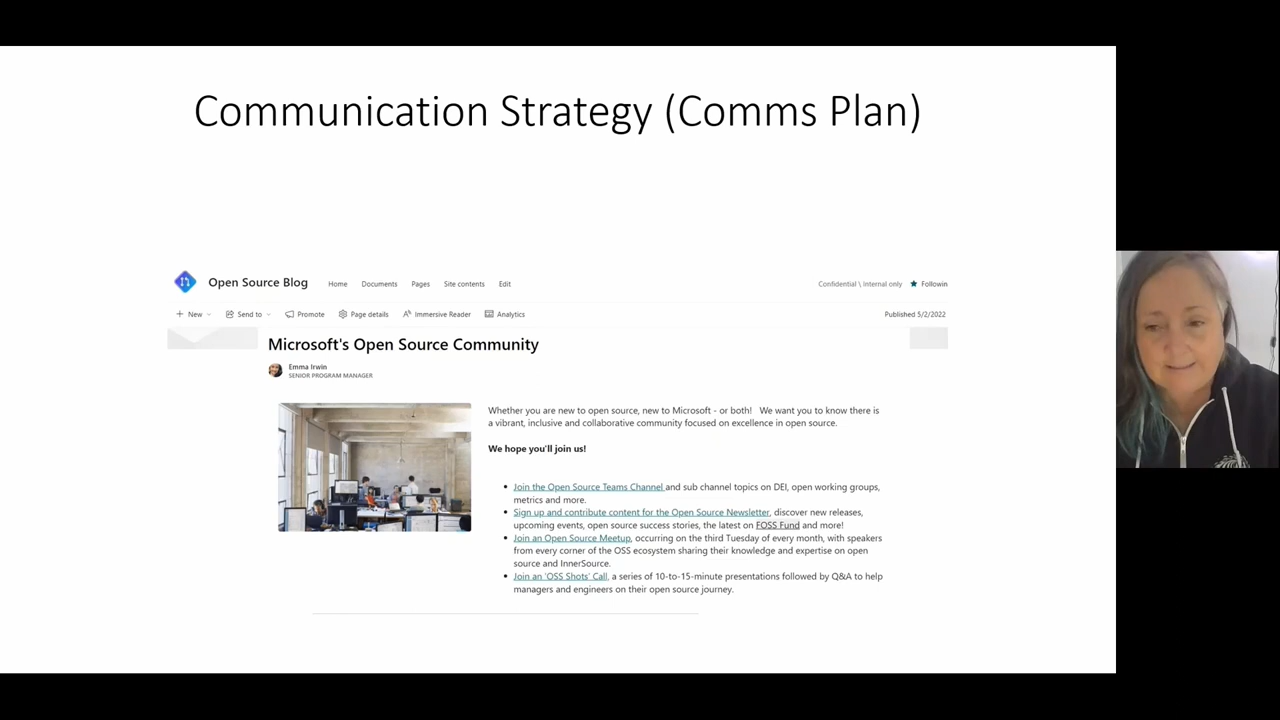 Communication Strategy (Comms Plan)
Open Source Blog
Home Documents Pages Site contents Edit
Confidential \ Internal only Followin
New Send to Promote Page details Immersive Reader Analytics
Published 5/2/2022
Microsoft's Open Source Community
Emma Irwin
SENIOR PROGRAM MANAGER
Whether you are new to open source, new to Microsoft - or both! We want you to know there is
a vibrant, inclusive and collaborative community focused on excellence in open source.
We hope you'll join us!
Join the Open Source Teams Channel and sub channel topics on DEI, open working groups,
metrics and more.
Sign up and contribute content for the Open Source Newsletter, discover new releases,
upcoming events, open source success stories, the latest on FOSS Fund and more!
Join an Open Source Meetup, occurring on the third Tuesday of every month, with speakers
from every corner of the OSS ecosystem sharing their knowledge and expertise on open
source and InnerSource.
Join an 'OSS Shots' Call, a series of 10-to-15-minute presentations followed by Q&A to help
managers and engineers on their open source journey.